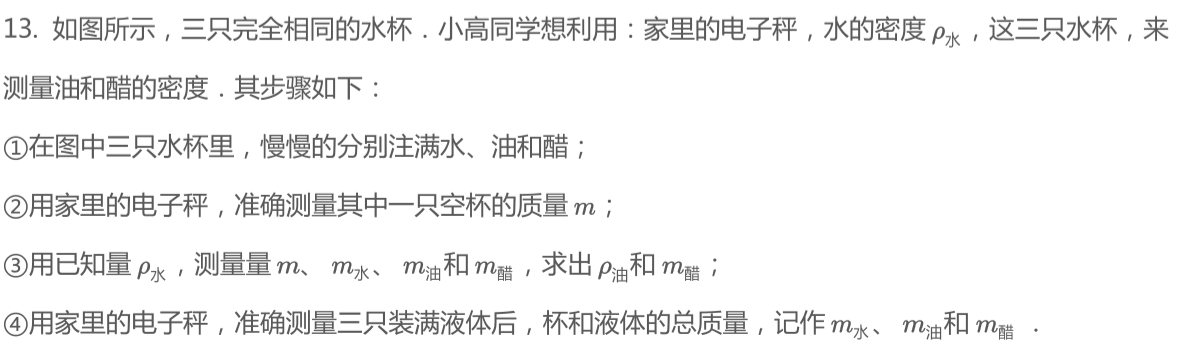 13. 如图所示，三只完全相同的水杯．小高同学想利用：家里的电子秤，水的密度ρ水，这三只水杯，来
测量油和醋的密度．其步骤如下：
①在图中三只水杯里，慢慢的分别注满水、油和醋；
②用家里的电子秤，准确测量其中一只空杯的质量m；
③用已知量ρ水，测量量m、m水、m油和m醋，求出ρ油和m醋；
④用家里的电子秤，准确测量三只装满液体后，杯和液体的总质量，记作m水、m油和m醋．